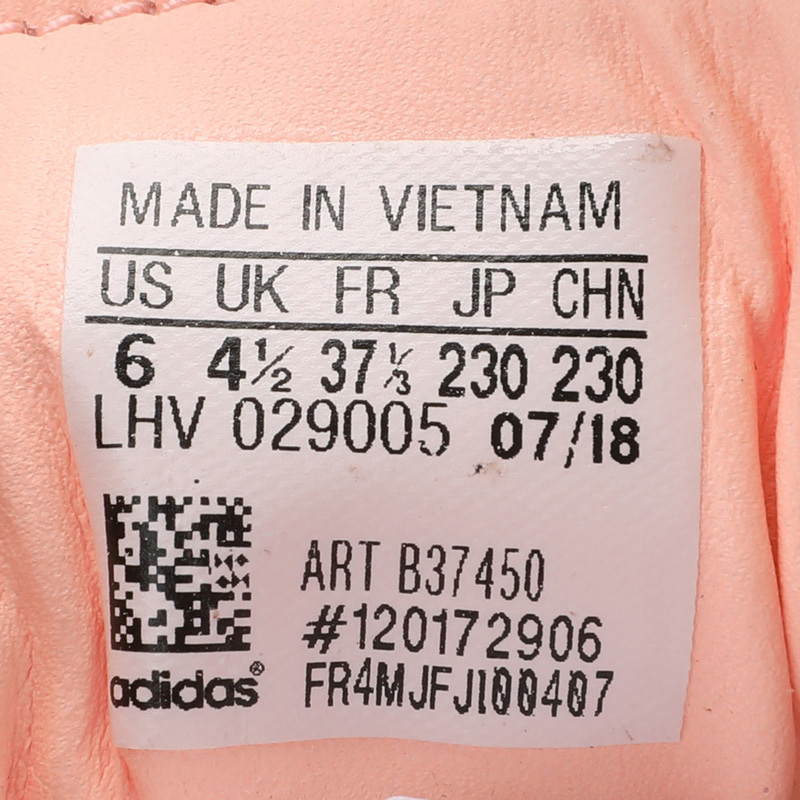 MADE IN VIETNAM
US UK FR JP CHN
6 4½ 37⅓ 230 230
LHV 029005 07/18
ART B37450
#120172906
FR4MJFJ100407
adidas®